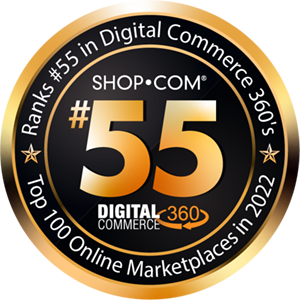 Ranks #55 in Digital Commerce 360's
SHOP•COM®
#55
DIGITAL 360
COMMERCE
Top 100 Online Marketplaces in 2022